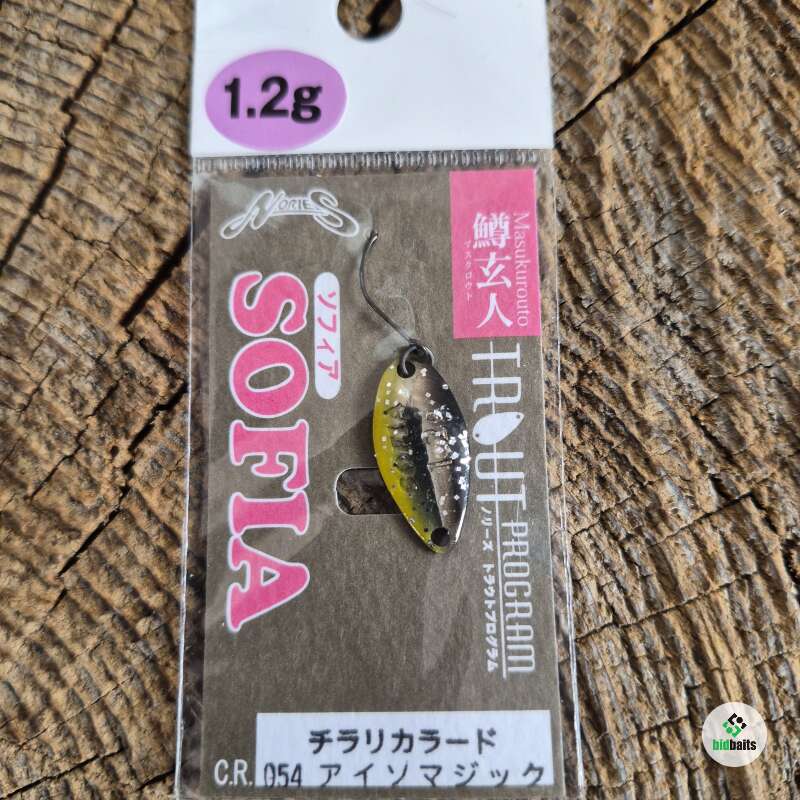 1.2g
NORIES
Masukurouto
鱒玄人
マスクロウト
ソフィア
SOFIA
TROUT PROGRAM
ノリーズ トラウトプログラム
チラリカラード
C.R. 054 アイソマジック
bidbaits